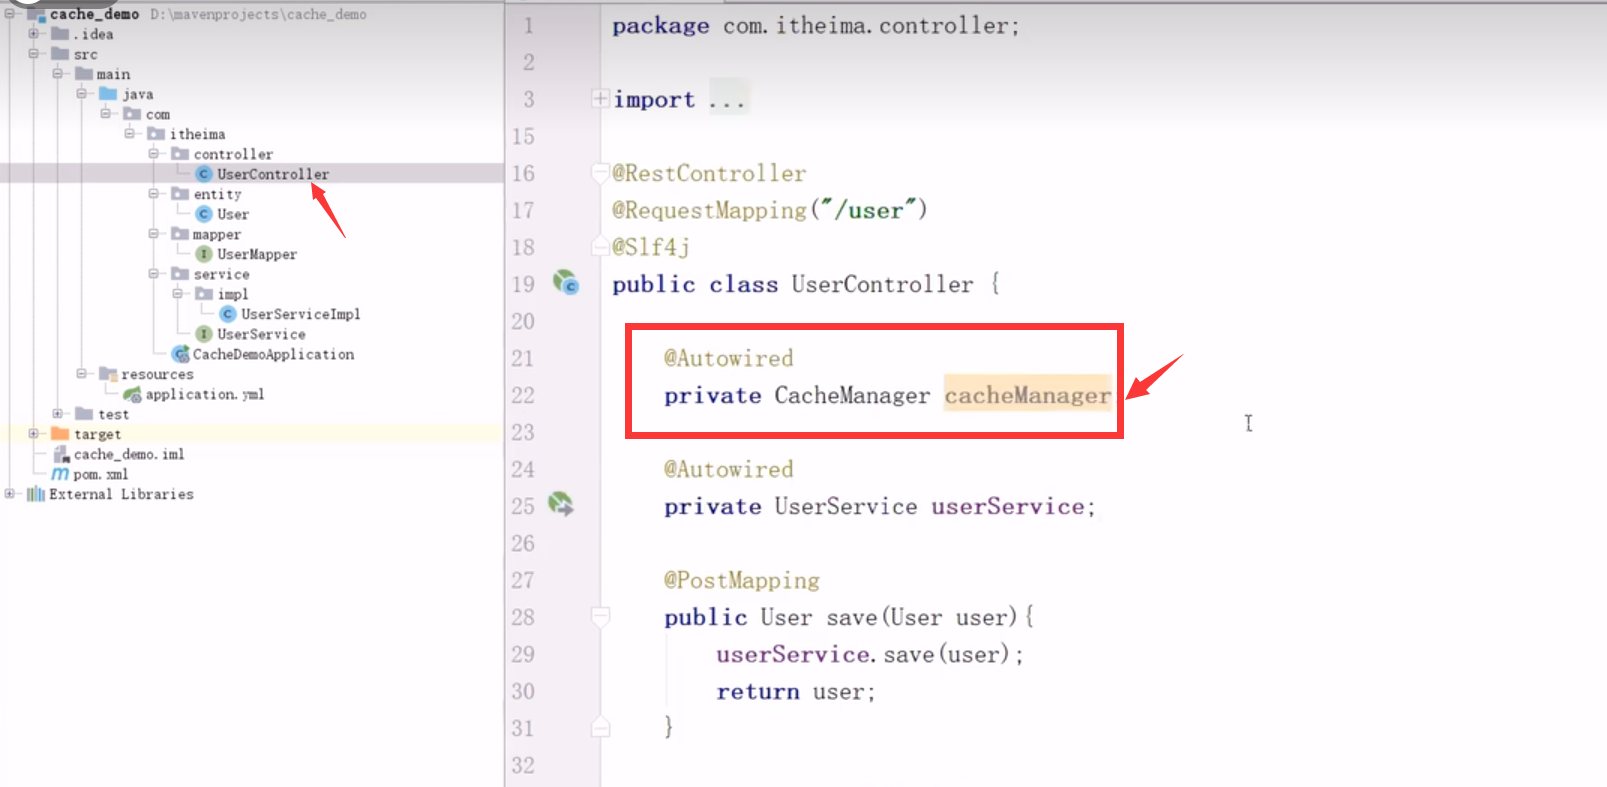 cache_demo D:\mavenprojects\cache_demo
.idea
src
main
java
com
itheima
controller
UserController
entity
User
mapper
UserMapper
service
impl
UserServiceImpl
UserService
CacheDemoApplication
resources
application.yml
test
target
cache_demo.iml
pom.xml
External Libraries
1 package com.itheima.controller;
2
3 import ...
15
16 @RestController
17 @RequestMapping("/user")
18 @Slf4j
19 public class UserController {
20
21 @Autowired
22 private CacheManager cacheManager
23
24 @Autowired
25 private UserService userService;
26
27 @PostMapping
28 public User save(User user){
29 userService.save(user);
30 return user;
31 }
32